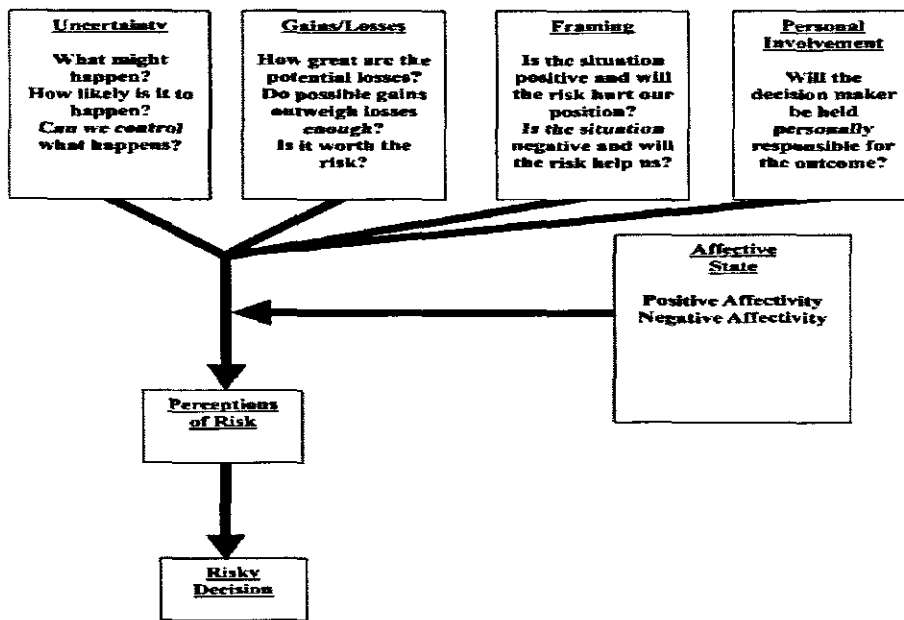 Uncertainty
What might
happen?
How likely is it to
happen?
Can we control
what happens?
Gains/Losses
How great are the
potential losses?
Do possible gains
outweigh losses
enough?
Is it worth the
risk?
Framing
Is the situation
positive and will
the risk hurt our
position?
Is the situation
negative and will
the risk help us?
Personal
Involvement
Will the
decision maker
be held
personally
responsible for
the outcome?
Affective
State
Positive Affectivity
Negative Affectivity
Perceptions
of Risk
Risky
Decision